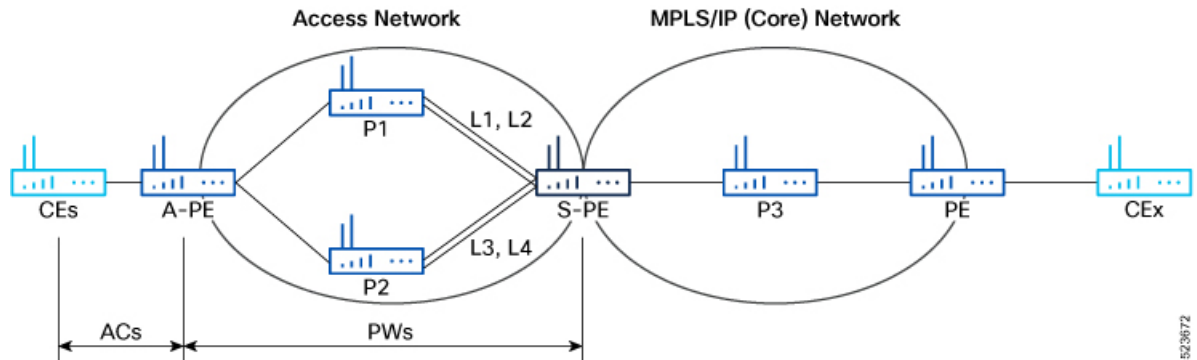 Access Network
MPLS/IP (Core) Network
P1
L1, L2
CEs
A-PE
S-PE
P3
PE
CEx
L3, L4
P2
ACs
PWs
523672